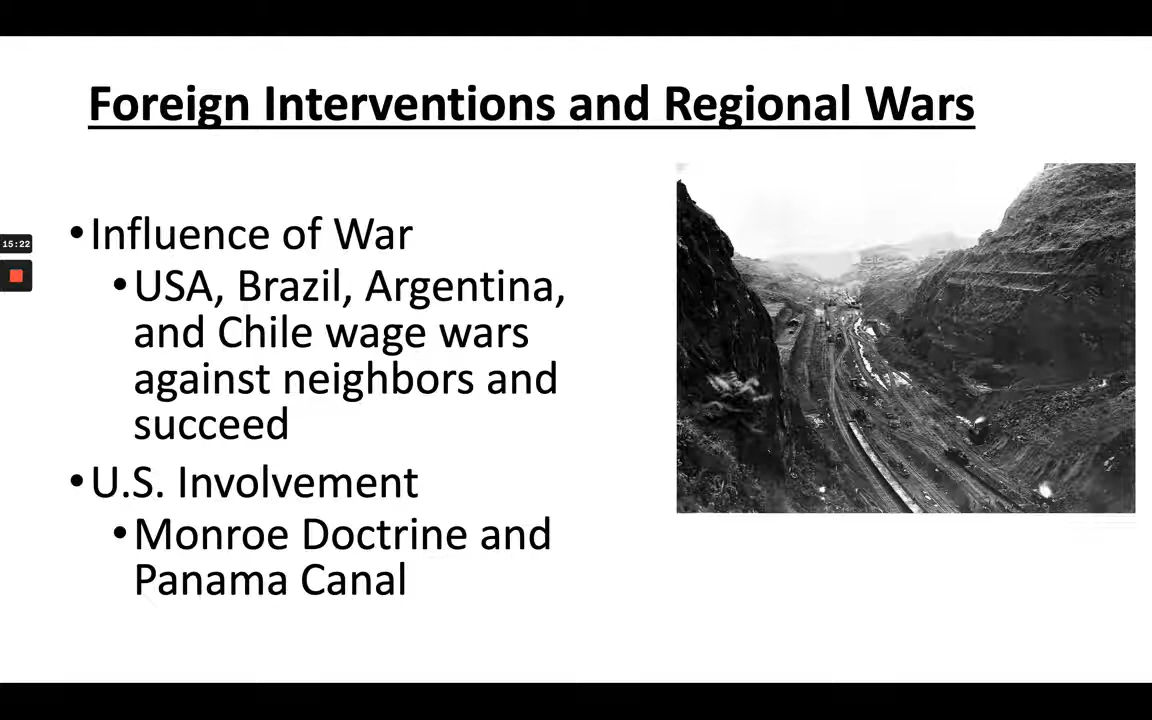 Foreign Interventions and Regional Wars
•Influence of War
•USA, Brazil, Argentina,
and Chile wage wars
against neighbors and
succeed
15:22
•U.S. Involvement
•Monroe Doctrine and
Panama Canal